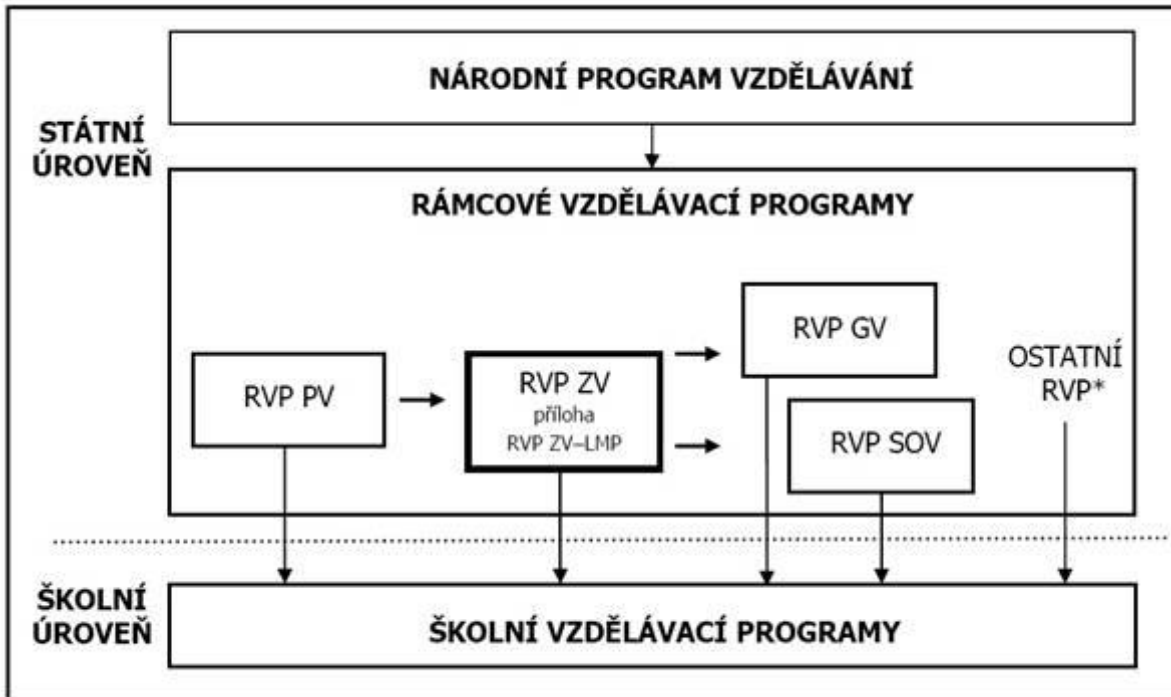 NÁRODNÍ PROGRAM VZDĚLÁVÁNÍ
STÁTNÍ
ÚROVEŇ
RÁMCOVÉ VZDĚLÁVACÍ PROGRAMY
RVP PV
RVP ZV
příloha
RVP ZV–LMP
RVP GV
RVP SOV
OSTATNÍ
RVP*
ŠKOLNÍ
ÚROVEŇ
ŠKOLNÍ VZDĚLÁVACÍ PROGRAMY